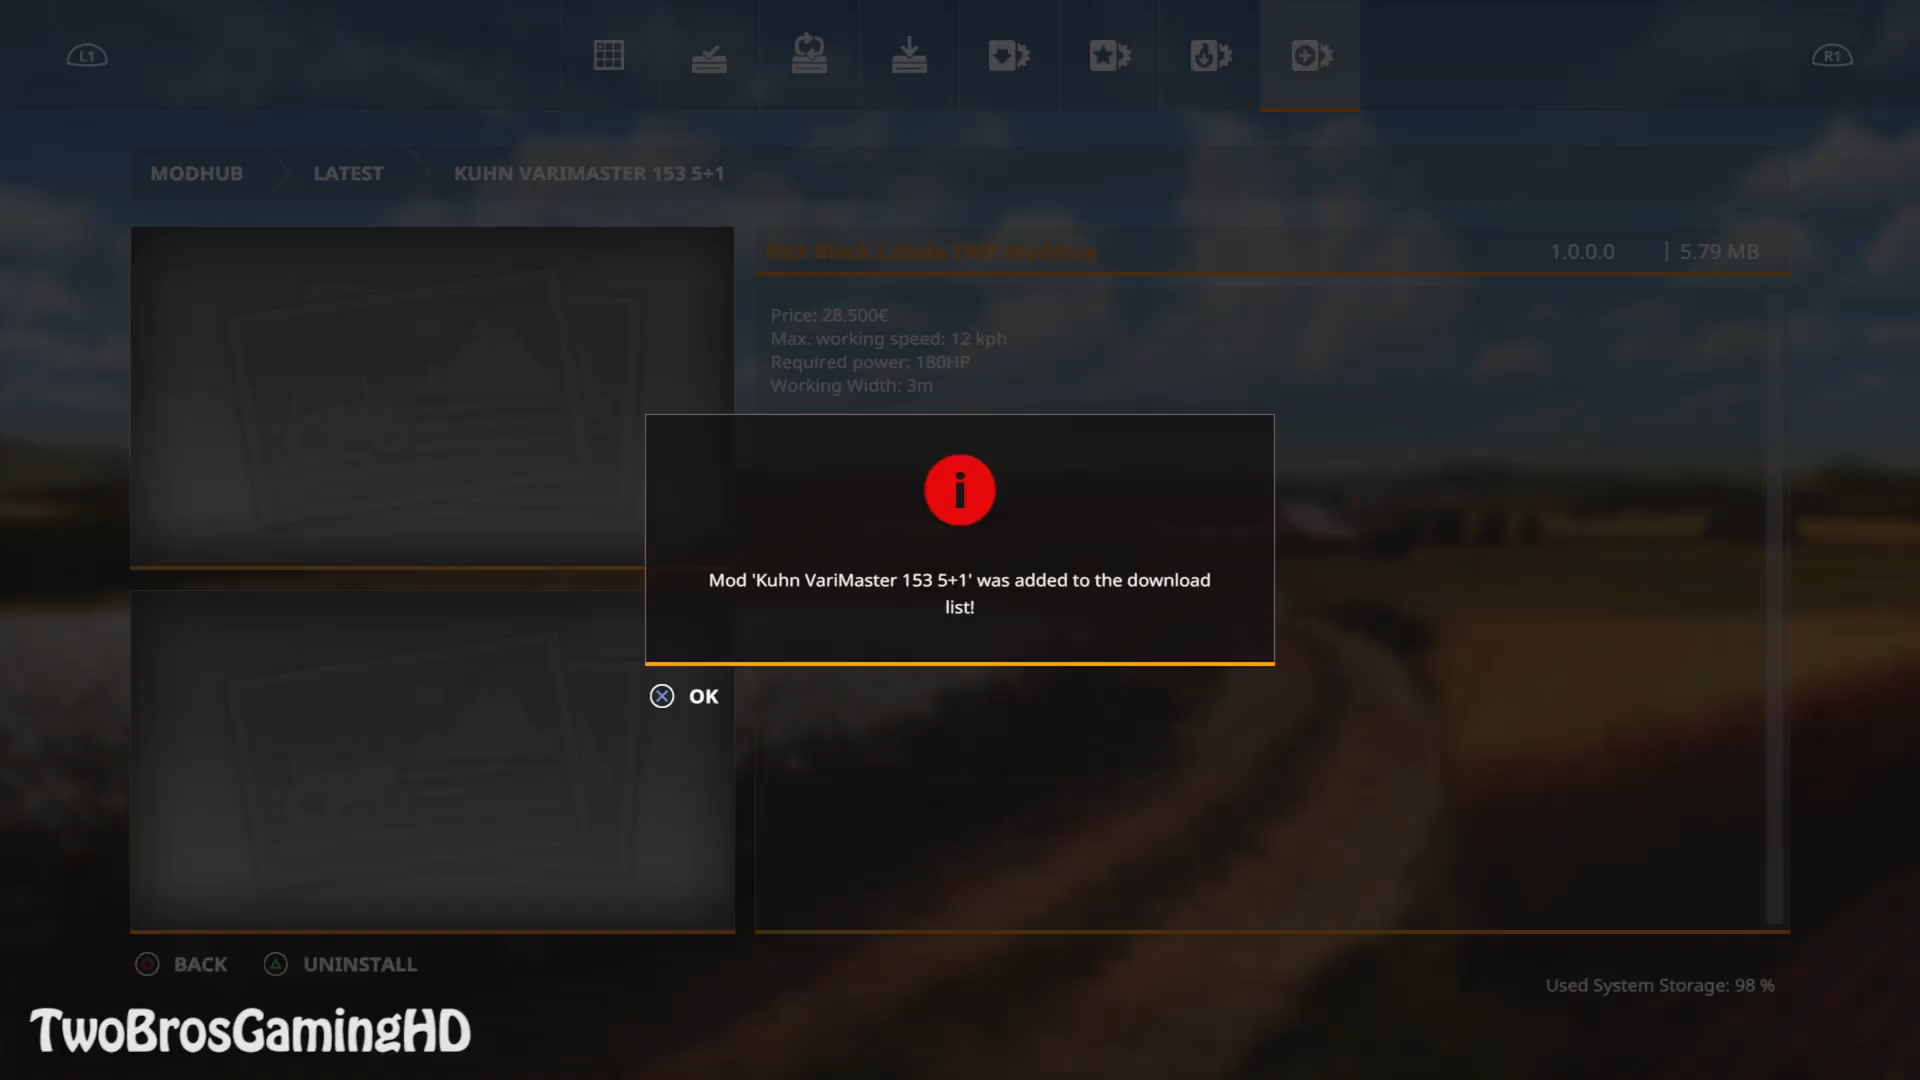 L1
R1
MODHUB
LATEST
KUHN VARIMASTER 153 5+1
1.0.0.0 | 5.79 MB
Price: 28.500€
Max. working speed: 12 kph
Required power: 180HP
Working Width: 3m
Mod 'Kuhn VariMaster 153 5+1' was added to the download
list!
OK
BACK
UNINSTALL
Used System Storage: 98 %
TwoBrosGamingHD